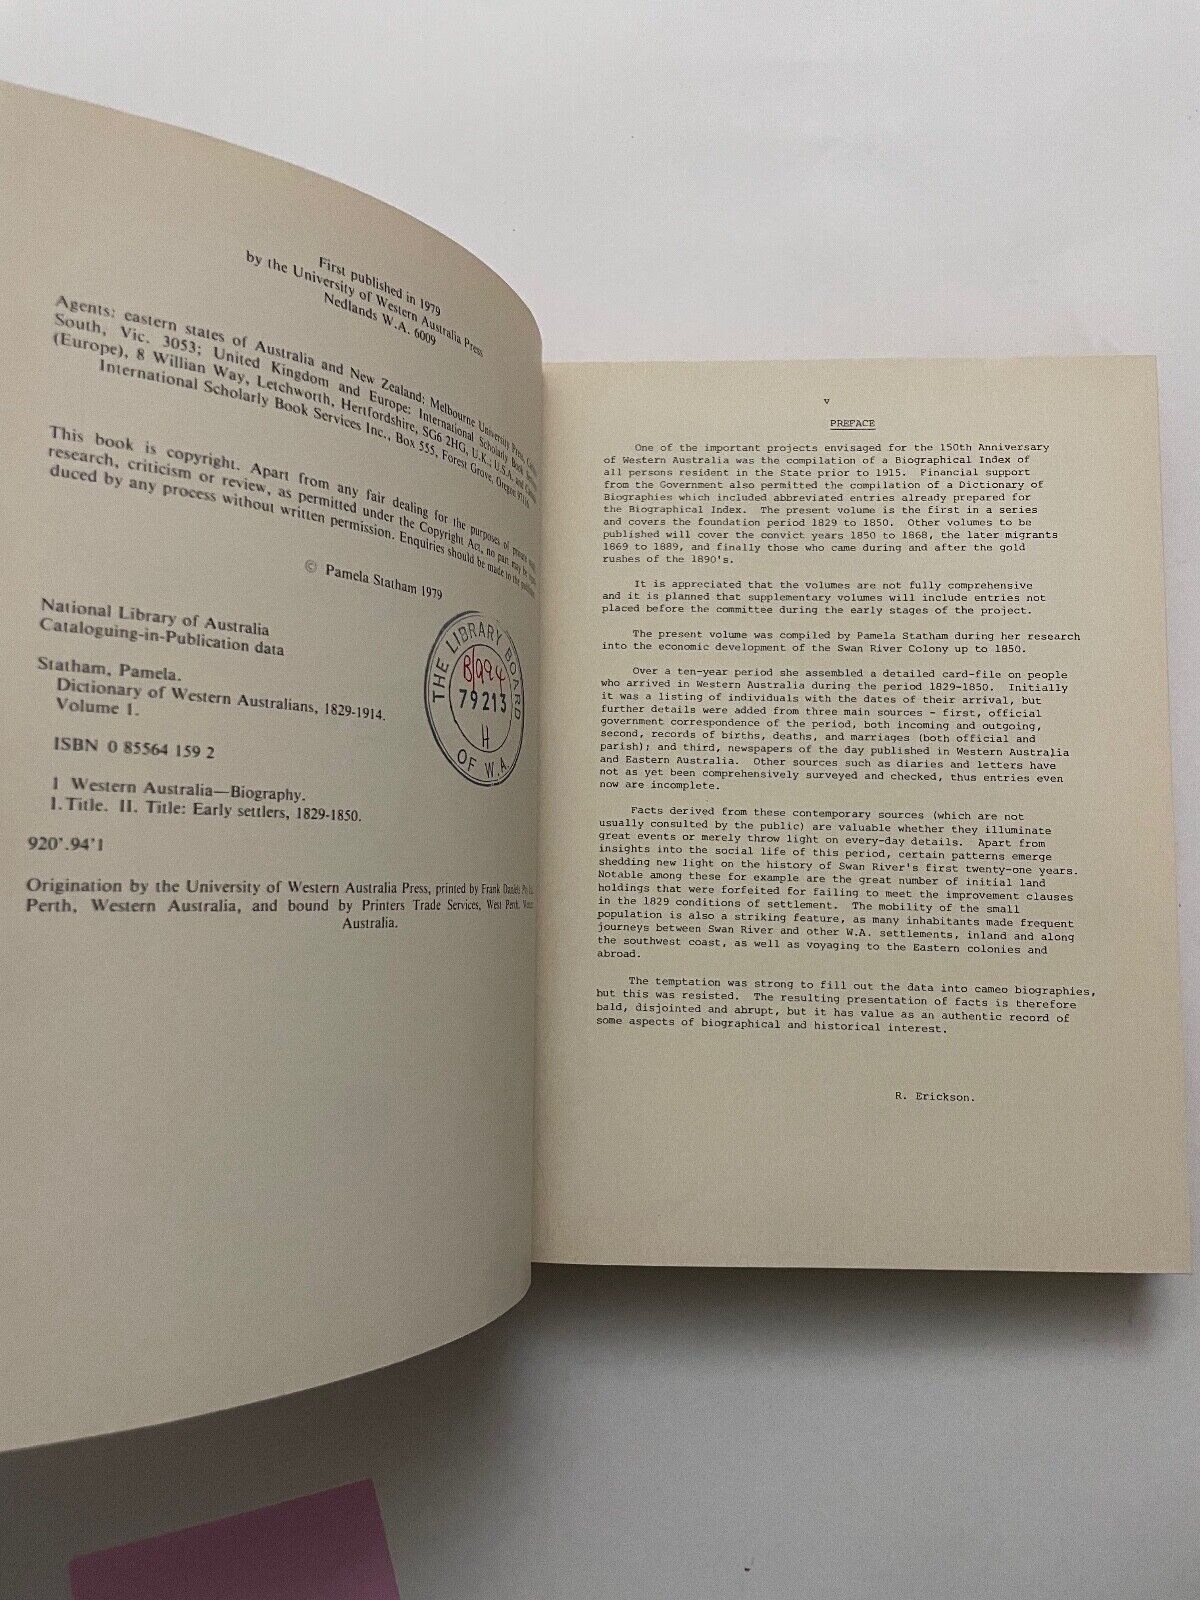 First published in 1979
by the University of Western Australia Press
Nedlands W.A. 6009
Agents: eastern states of Australia and New Zealand: Melbourne University Press,
South, Vic. 3053; United Kingdom and Europe: International Scholarly Book
(Europe), 8 Willian Way, Letchworth, Hertfordshire, SG6 2HG, U.K.; U.S.A. and
International Scholarly Book Services Inc., Box 555, Forest Grove, Oregon
This book is copyright. Apart from any fair dealing for the purposes of private
research, criticism or review, as permitted under the Copyright Act, no part may be
duced by any process without written permission. Enquiries should be made to the
© Pamela Statham 1979
National Library of Australia
Cataloguing-in-Publication data
Statham, Pamela.
Dictionary of Western Australians, 1829-1914.
Volume 1.
ISBN 0 85564 159 2
1 Western Australia—Biography.
I. Title. II. Title: Early settlers, 1829-1850.
920'.94'1
Origination by the University of Western Australia Press, printed by Frank Daniels
Perth, Western Australia, and bound by Printers Trade Services, West Perth,
Australia.
THE LIBRARY BOARD
79213
H
OF W.A.
v
PREFACE
One of the important projects envisaged for the 150th Anniversary
of Western Australia was the compilation of a Biographical Index of
all persons resident in the State prior to 1915. Financial support
from the Government also permitted the compilation of a Dictionary of
Biographies which included abbreviated entries already prepared for
the Biographical Index. The present volume is the first in a series
and covers the foundation period 1829 to 1850. Other volumes to be
published will cover the convict years 1850 to 1868, the later migrants
1869 to 1889, and finally those who came during and after the gold
rushes of the 1890's.
It is appreciated that the volumes are not fully comprehensive
and it is planned that supplementary volumes will include entries not
placed before the committee during the early stages of the project.
The present volume was compiled by Pamela Statham during her research
into the economic development of the Swan River Colony up to 1850.
Over a ten-year period she assembled a detailed card-file on people
who arrived in Western Australia during the period 1829-1850. Initially
it was a listing of individuals with the dates of their arrival, but
further details were added from three main sources - first, official
government correspondence of the period, both incoming and outgoing,
second, records of births, deaths, and marriages (both official and
parish); and third, newspapers of the day published in Western Australia
and Eastern Australia. Other sources such as diaries and letters have
not as yet been comprehensively surveyed and checked, thus entries even
now are incomplete.
Facts derived from these contemporary sources (which are not
usually consulted by the public) are valuable whether they illuminate
great events or merely throw light on every-day details. Apart from
insights into the social life of this period, certain patterns emerge
shedding new light on the history of Swan River's first twenty-one years.
Notable among these for example are the great number of initial land
holdings that were forfeited for failing to meet the improvement clauses
in the 1829 conditions of settlement. The mobility of the small
population is also a striking feature, as many inhabitants made frequent
journeys between Swan River and other W.A. settlements, inland and along
the southwest coast, as well as voyaging to the Eastern colonies and
abroad.
The temptation was strong to fill out the data into cameo biographies,
but this was resisted. The resulting presentation of facts is therefore
bald, disjointed and abrupt, but it has value as an authentic record of
some aspects of biographical and historical interest.
R. Erickson.